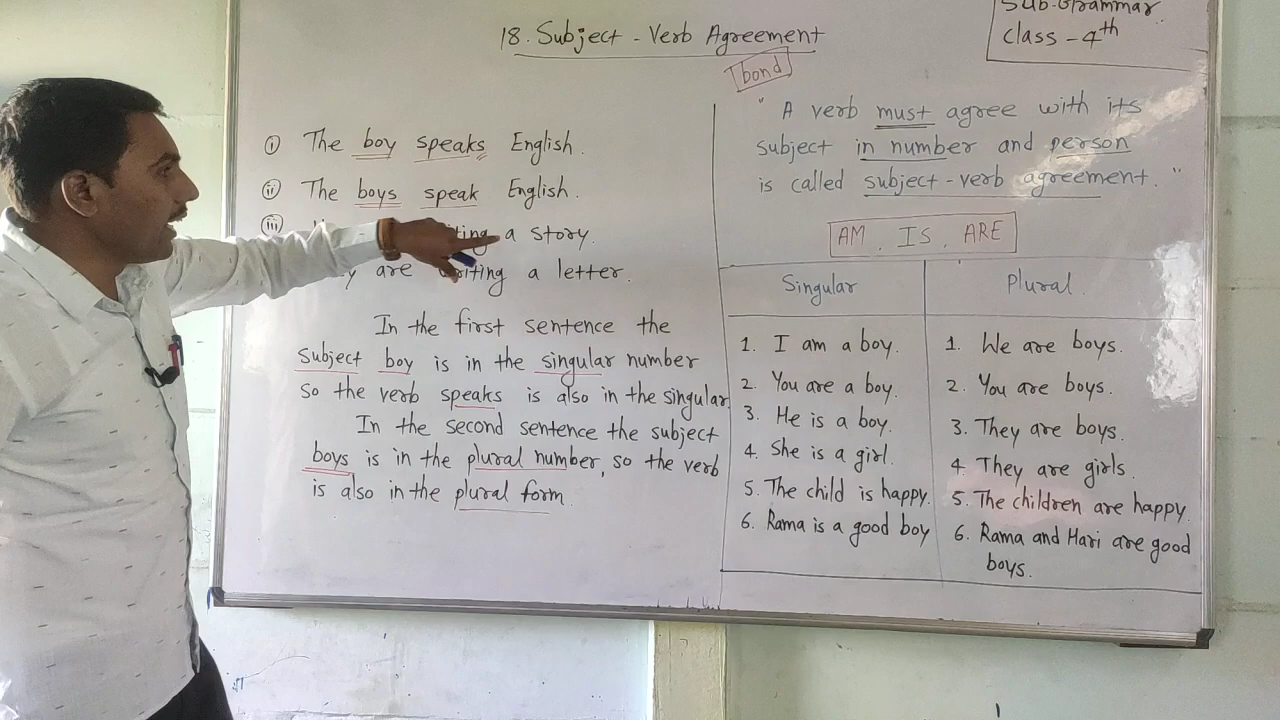 Sub-Grammar
Class - 4th
18. Subject - Verb Agreement
bond
(i) The boy speaks English.
(ii) The boys speak English.
(iii) a story.
are writing a letter.
In the first sentence the
Subject boy is in the singular number
so the verb speaks is also in the singular
In the second sentence the subject
boys is in the plural number, so the verb
is also in the plural form
" A verb must agree with its
subject in number and person
is called subject-verb agreement. "
AM , IS , ARE
Singular
1. I am a boy.
2. You are a boy.
3. He is a boy.
4. She is a girl.
5. The child is happy.
6. Rama is a good boy
Plural.
1. We are boys.
2. You are boys.
3. They are boys.
4 They are girls.
5. The children are happy.
6. Rama and Hari are good
boys.